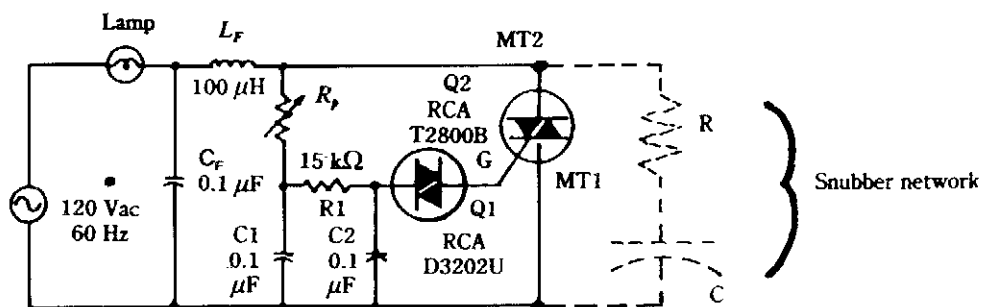 Lamp
L_F
100 μH
MT2
Q2
RCA
T2800B
R_p
C_F
0.1 μF
120 Vac
60 Hz
15 kΩ
R1
G
MT1
Q1
RCA
D3202U
C1
0.1
μF
C2
0.1
μF
R
C
Snubber network